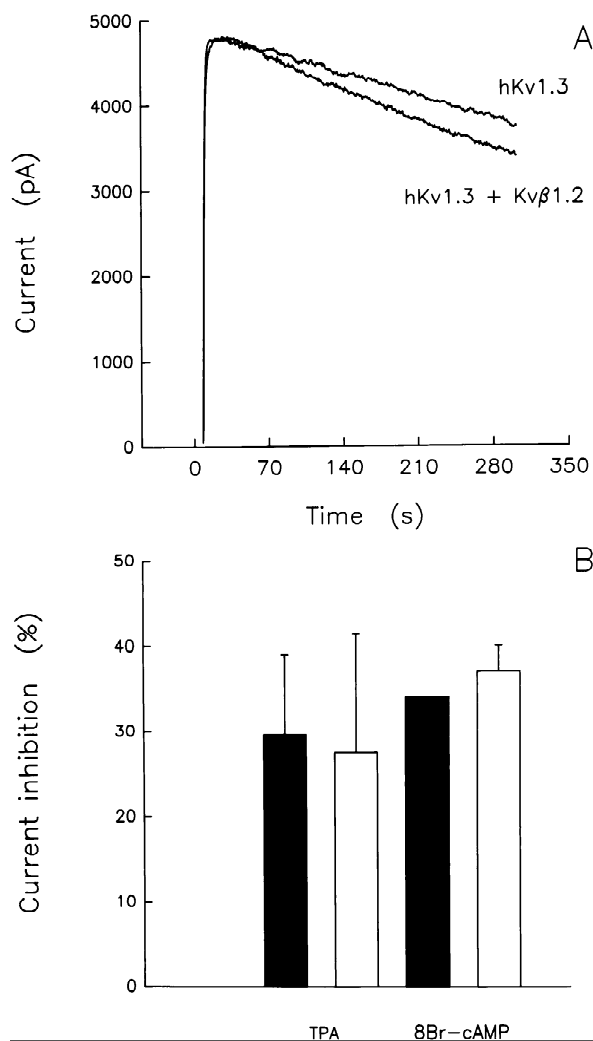 A
5000
4000
3000
2000
1000
0
Current (pA)
hKv1.3
hKv1.3 + Kvβ1.2
0 70 140 210 280 350
Time (s)
B
50
40
30
20
10
0
Current inhibition (%)
TPA 8Br-cAMP